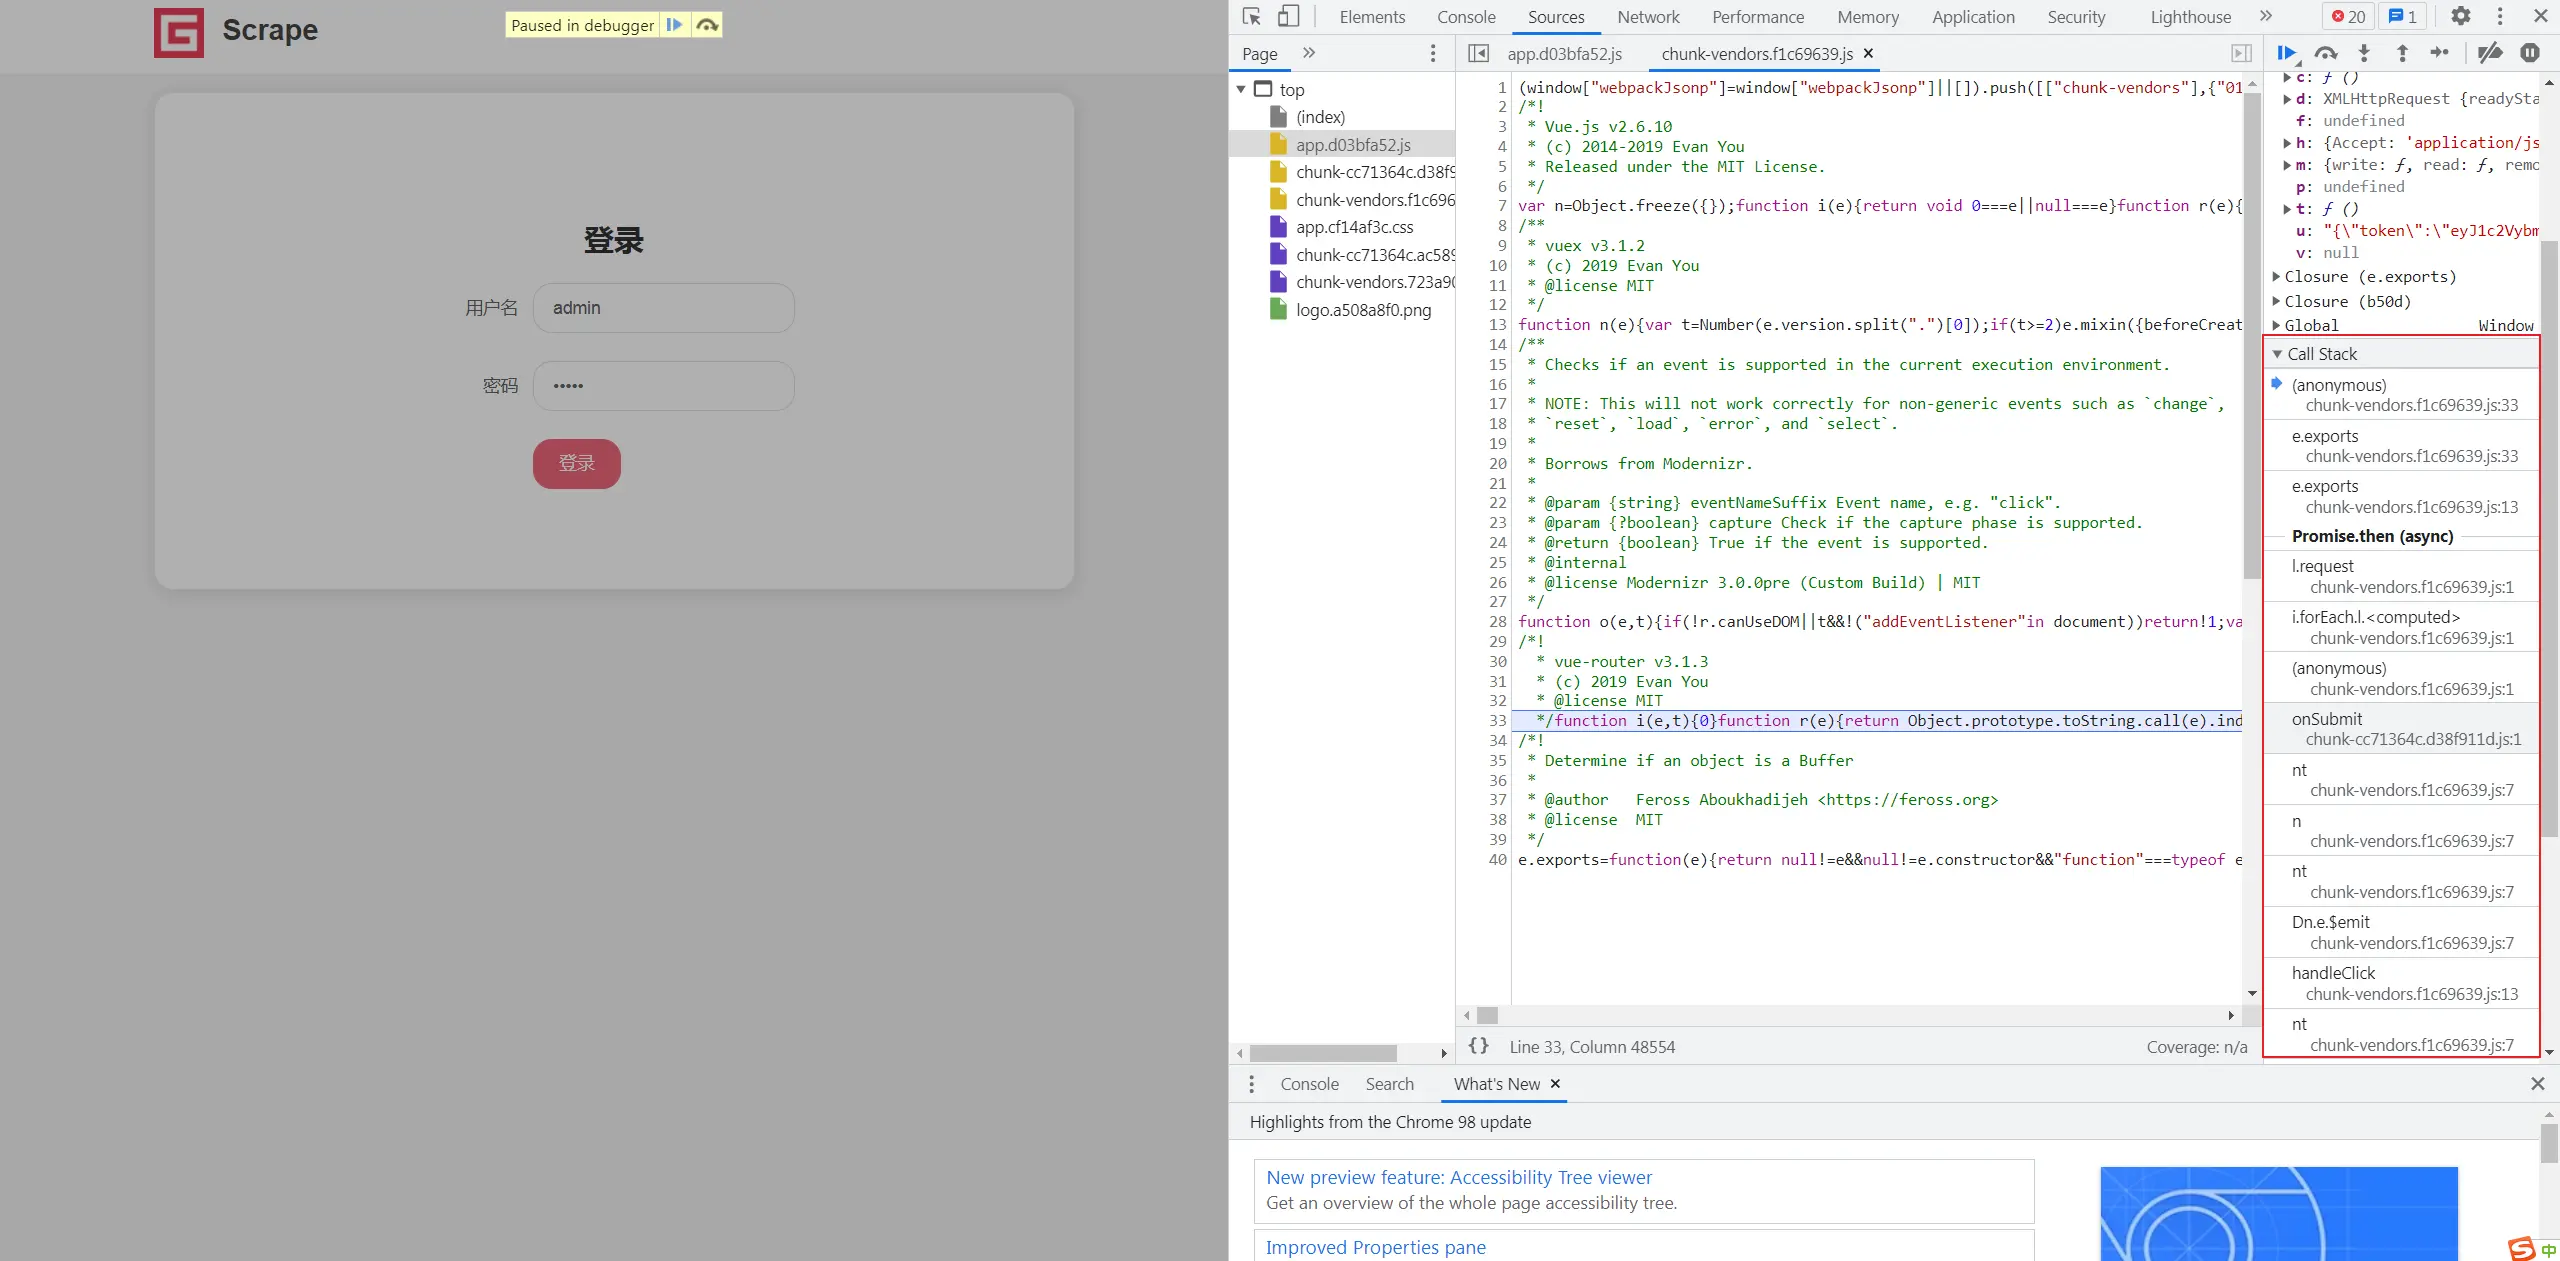 Scrape
Paused in debugger
登录
用户名
admin
密码
•••••
登录
Elements
Console
Sources
Network
Performance
Memory
Application
Security
Lighthouse
20
1
Page
app.d03bfa52.js
chunk-vendors.f1c69639.js
top
(index)
app.d03bfa52.js
chunk-cc71364c.d38f9
chunk-vendors.f1c696
app.cf14af3c.css
chunk-cc71364c.ac589
chunk-vendors.723a90
logo.a508a8f0.png
1 (window["webpackJsonp"]=window["webpackJsonp"]||[]).push([["chunk-vendors"],{"01
2 /*!
3 * Vue.js v2.6.10
4 * (c) 2014-2019 Evan You
5 * Released under the MIT License.
6 */
7 var n=Object.freeze({});function i(e){return void 0===e||null===e}function r(e){
8 /**
9 * vuex v3.1.2
10 * (c) 2019 Evan You
11 * @license MIT
12 */
13 function n(e){var t=Number(e.version.split(".")[0]);if(t>=2)e.mixin({beforeCreat
14 /**
15 * Checks if an event is supported in the current execution environment.
16 *
17 * NOTE: This will not work correctly for non-generic events such as `change`,
18 * `reset`, `load`, `error`, and `select`.
19 *
20 * Borrows from Modernizr.
21 *
22 * @param {string} eventNameSuffix Event name, e.g. "click".
23 * @param {?boolean} capture Check if the capture phase is supported.
24 * @return {boolean} True if the event is supported.
25 * @internal
26 * @license Modernizr 3.0.0pre (Custom Build) | MIT
27 */
28 function o(e,t){if(!r.canUseDOM||t&&!("addEventListener"in document))return!1;va
29 /*!
30 * vue-router v3.1.3
31 * (c) 2019 Evan You
32 * @license MIT
33 */function i(e,t){0}function r(e){return Object.prototype.toString.call(e).ind
34 /*!
35 * Determine if an object is a Buffer
36 *
37 * @author Feross Aboukhadijeh <https://feross.org>
38 * @license MIT
39 */
40 e.exports=function(e){return null!=e&&null!=e.constructor&&"function"===typeof e
{} Line 33, Column 48554
Coverage: n/a
c: ƒ ()
d: XMLHttpRequest {readySta
f: undefined
h: {Accept: 'application/js
m: {write: ƒ, read: ƒ, remo
p: undefined
t: ƒ ()
u: "{\"token\":\"eyJ1c2Vybm
v: null
Closure (e.exports)
Closure (b50d)
Global Window
Call Stack
(anonymous)
chunk-vendors.f1c69639.js:33
e.exports
chunk-vendors.f1c69639.js:33
e.exports
chunk-vendors.f1c69639.js:13
Promise.then (async)
l.request
chunk-vendors.f1c69639.js:1
i.forEach.l.<computed>
chunk-vendors.f1c69639.js:1
(anonymous)
chunk-vendors.f1c69639.js:1
onSubmit
chunk-cc71364c.d38f911d.js:1
nt
chunk-vendors.f1c69639.js:7
n
chunk-vendors.f1c69639.js:7
nt
chunk-vendors.f1c69639.js:7
Dn.e.$emit
chunk-vendors.f1c69639.js:7
handleClick
chunk-vendors.f1c69639.js:13
nt
chunk-vendors.f1c69639.js:7
Console
Search
What's New
Highlights from the Chrome 98 update
New preview feature: Accessibility Tree viewer
Get an overview of the whole page accessibility tree.
Improved Properties pane
中